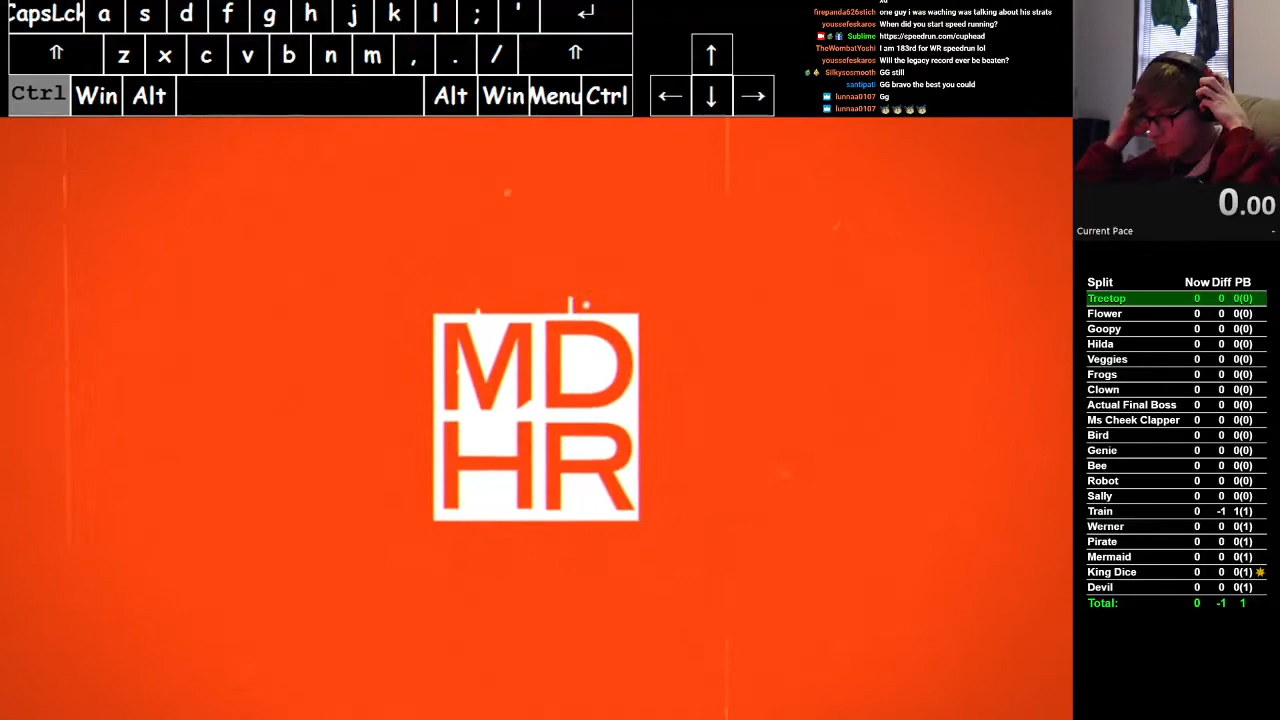 CapsLck a s d f g h j k l ; ' ↵
⇧ z x c v b n m , . / ⇧ ↑
Ctrl Win Alt Alt Win Menu Ctrl ← ↓ →
firepanda626stich one guy i was waching was talking about his strats
youssefeskaros When did you start speed running?
Sublime https://speedrun.com/cuphead
TheWombatYoshi I am 183rd for WR speedrun lol
youssefeskaros Will the legacy record ever be beaten?
Silkysosmooth GG still
santipati GG bravo the best you could
lunnaa0107 Gg
lunnaa0107
MD
HR
0.00
Current Pace -
Split Now Diff PB
Treetop 0 0 0(0)
Flower 0 0 0(0)
Goopy 0 0 0(0)
Hilda 0 0 0(0)
Veggies 0 0 0(0)
Frogs 0 0 0(0)
Clown 0 0 0(0)
Actual Final Boss 0 0 0(0)
Ms Cheek Clapper 0 0 0(0)
Bird 0 0 0(0)
Genie 0 0 0(0)
Bee 0 0 0(0)
Robot 0 0 0(0)
Sally 0 0 0(0)
Train 0 -1 1(1)
Werner 0 0 0(1)
Pirate 0 0 0(1)
Mermaid 0 0 0(1)
King Dice 0 0 0(1)
Devil 0 0 0(1)
Total: 0 -1 1